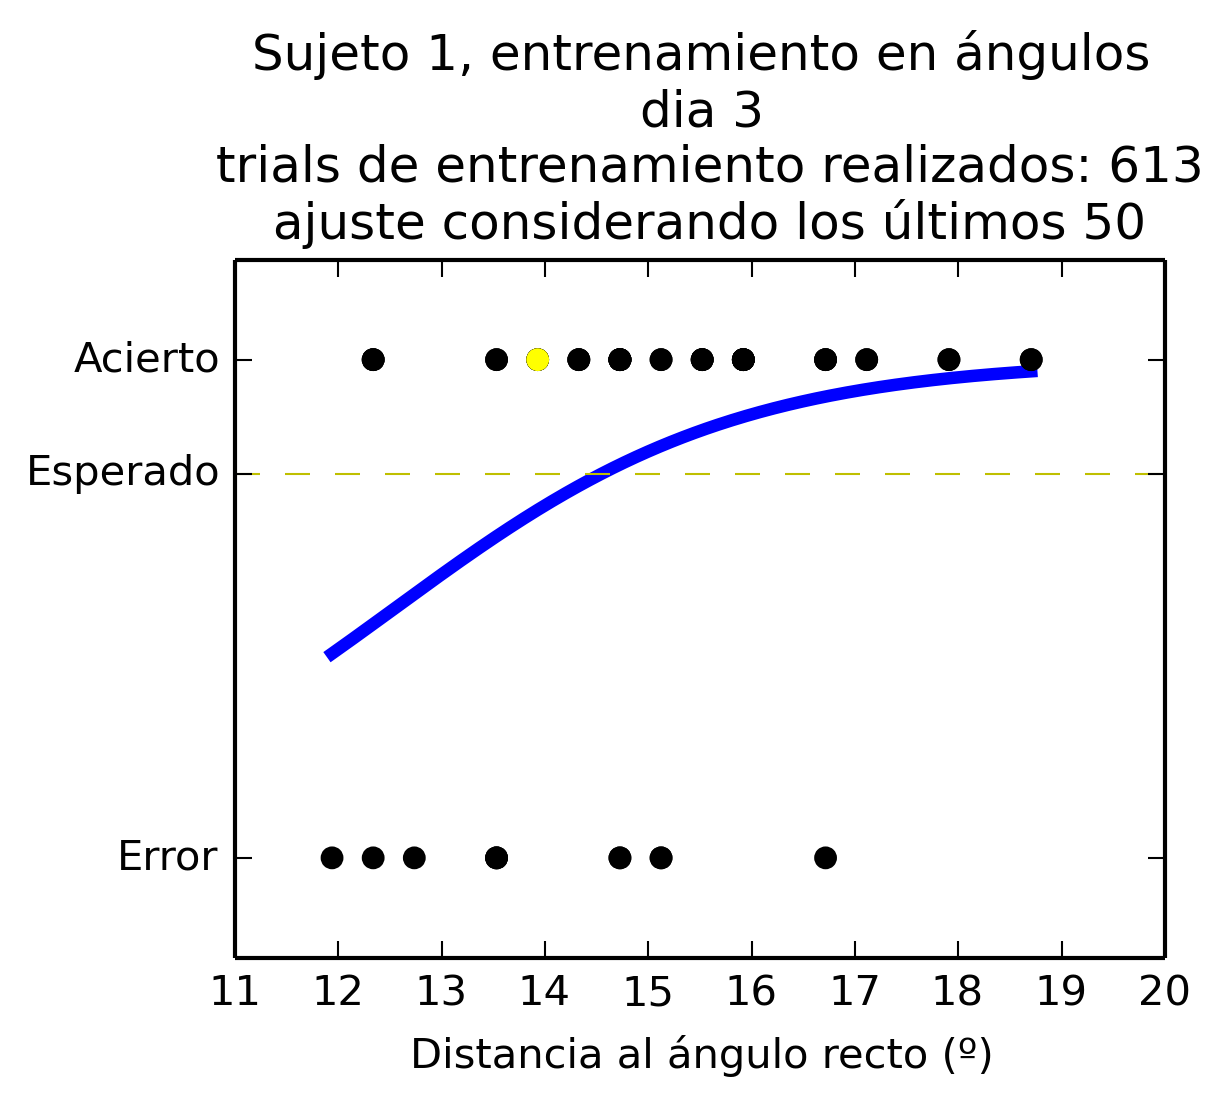 Sujeto 1, entrenamiento en ángulos
dia 3
trials de entrenamiento realizados: 613
ajuste considerando los últimos 50
Acierto
Esperado
Error
11 12 13 14 15 16 17 18 19 20
Distancia al ángulo recto (º)